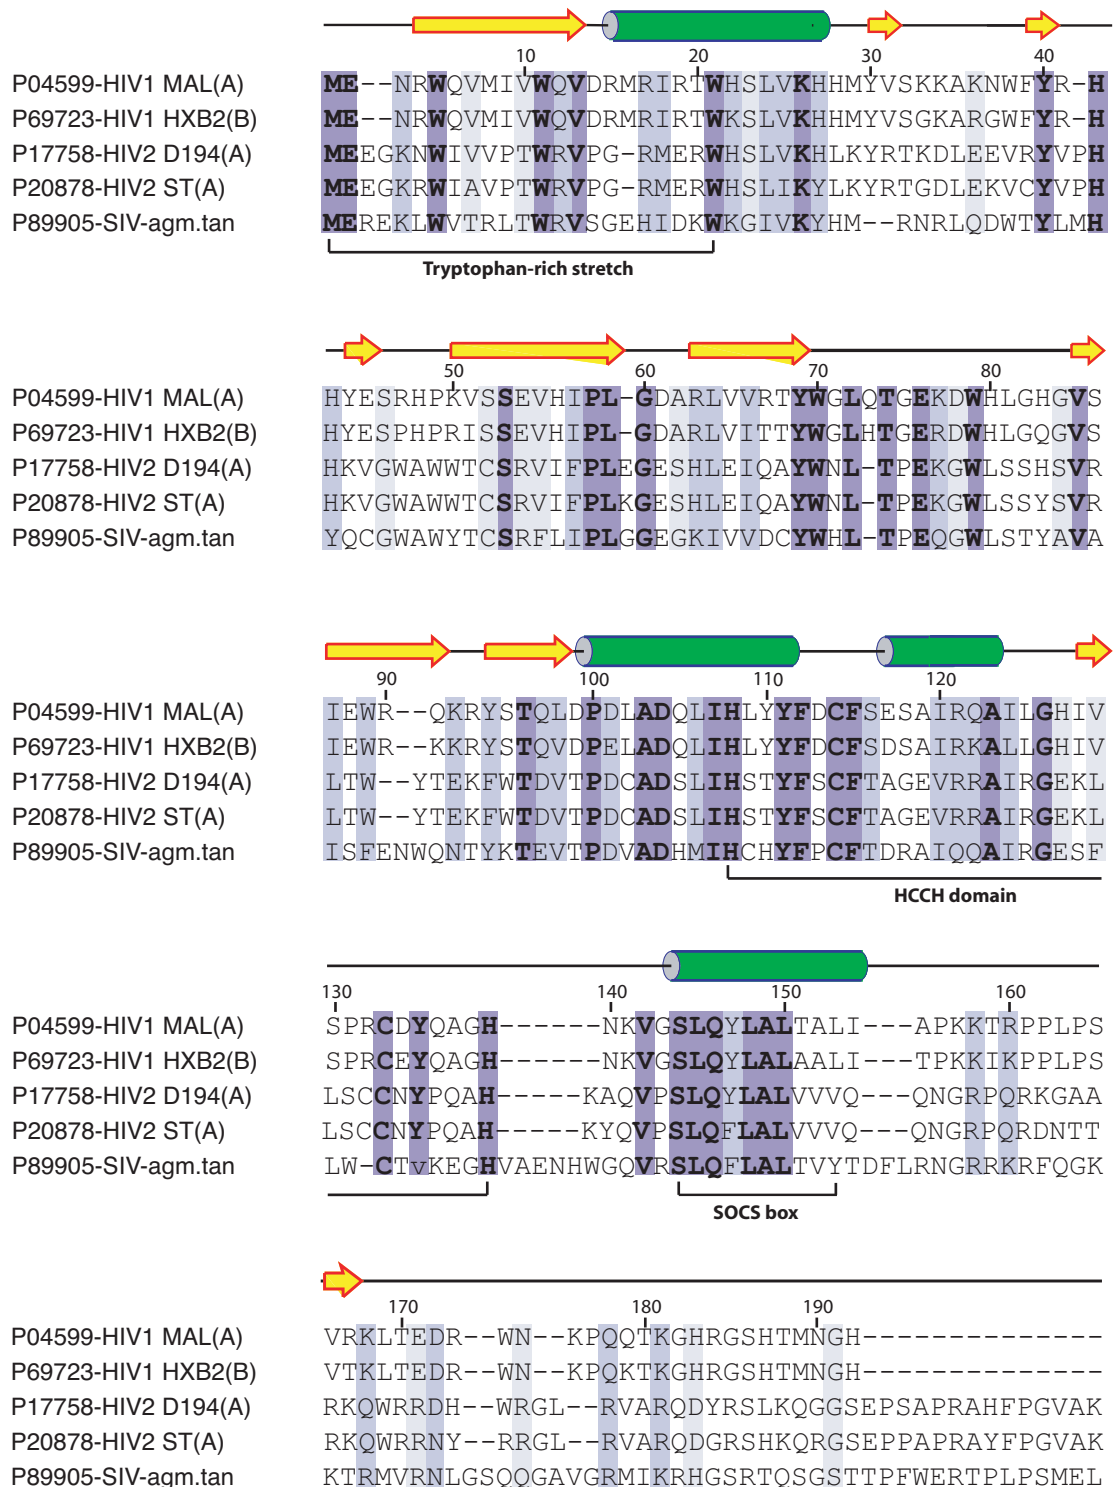 10 20 30 40
P04599-HIV1 MAL(A) ME--NRWQVMIVWQVDRMRIRTWHSLVKHHMYVSKKAKNWFYR-H
P69723-HIV1 HXB2(B) ME--NRWQVMIVWQVDRMRIRTWKSLVKHHMYVSGKARGWFYR-H
P17758-HIV2 D194(A) MEEGKNWIVVPTWRVPG-RMERWHSLVKHLKYRTKDLEEVRYVPH
P20878-HIV2 ST(A) MEEGKRWIAVPTWRVPG-RMERWHSLIKYLKYRTGDLEKVCYVPH
P89905-SIV-agm.tan MEREKLWVTRLTWRVSGEHIDKWKGIVKYHM--RNRLQDWTYLMH
Tryptophan-rich stretch
50 60 70 80
P04599-HIV1 MAL(A) HYESRHPKVSSEVHIPL-GDARLVVRTYWGLQTGEKDWHLGHGVS
P69723-HIV1 HXB2(B) HYESPHPRISSEVHIPL-GDARLVITTYWGLHTGERDWHLGQGVS
P17758-HIV2 D194(A) HKVGWAWWTCSRVIFPLEGESHLEIQAYWNL-TPEKGWLSSHSVR
P20878-HIV2 ST(A) HKVGWAWWTCSRVIFPLKGESHLEIQAYWNL-TPEKGWLSSYSVR
P89905-SIV-agm.tan YQCGWAWYTCSRFLIPLGGEGKIVVDCYWHL-TPEQGWLSTYAVA
90 100 110 120
P04599-HIV1 MAL(A) IEWR--QKRYSTQLDPDLADQLIHLYYFDCFSESAIRQAILGHIV
P69723-HIV1 HXB2(B) IEWR--KKRYSTQVDPELADQLIHLYYFDCFSDSAIRKALLGHIV
P17758-HIV2 D194(A) LTW--YTEKFWTDVTPDCADSLIHSTYFSCFTAGEVRRAIRGEKL
P20878-HIV2 ST(A) LTW--YTEKFWTDVTPDCADSLIHSTYFSCFTAGEVRRAIRGEKL
P89905-SIV-agm.tan ISFENWQNTYKTEVTPDVADHMIHCHYFPCFTDRAIQQAIRGESF
HCCH domain
130 140 150 160
P04599-HIV1 MAL(A) SPRCDYQAGH------NKVGSLQYLALTALI---APKKTRPPLPS
P69723-HIV1 HXB2(B) SPRCEYQAGH------NKVGSLQYLALAALI---TPKKIKPPLPS
P17758-HIV2 D194(A) LSCCNYPQAH-----KAQVPSLQYLALVVVQ---QNGRPQRKGAA
P20878-HIV2 ST(A) LSCCNYPQAH-----KYQVPSLQFLALVVVQ---QNGRPQRDNTT
P89905-SIV-agm.tan LW-CTvKEGHVAENHWGQVRSLQFLALTVYTDFLRNGRRKRFQGK
SOCS box
170 180 190
P04599-HIV1 MAL(A) VRKLTEDR--WN--KPQQTKGHRGSHTMNGH--------------
P69723-HIV1 HXB2(B) VTKLTEDR--WN--KPQKTKGHRGSHTMNGH--------------
P17758-HIV2 D194(A) RKQWRRDH--WRGL--RVARQDYRSLKQGGSEPSAPRAHFPGVAK
P20878-HIV2 ST(A) RKQWRRNY--RRGL--RVARQDGRSHKQRGSEPPAPRAYFPGVAK
P89905-SIV-agm.tan KTRMVRNLGSQQGAVGRMIKRHGSRTQSGSTTPFWERTPLPSMEL